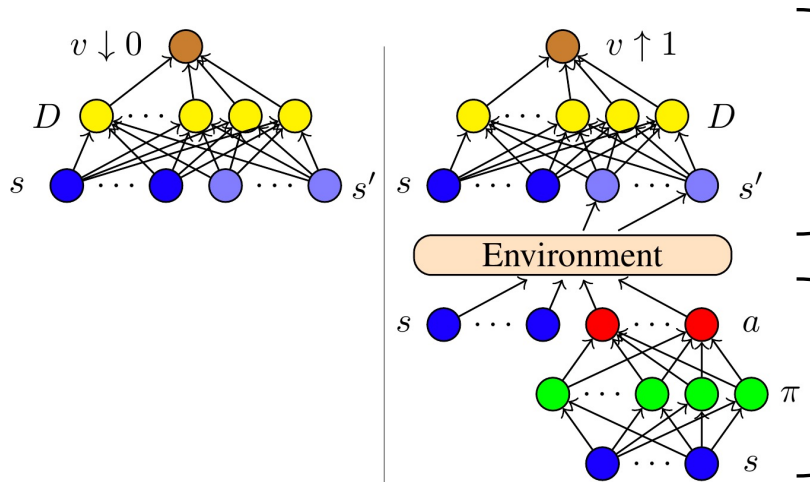 v ↓ 0
D
· · ·
s
· · ·
· · ·
s′
v ↑ 1
· · ·
D
s
· · ·
· · ·
s′
Environment
s
· · ·
· · ·
a
· · ·
π
· · ·
s